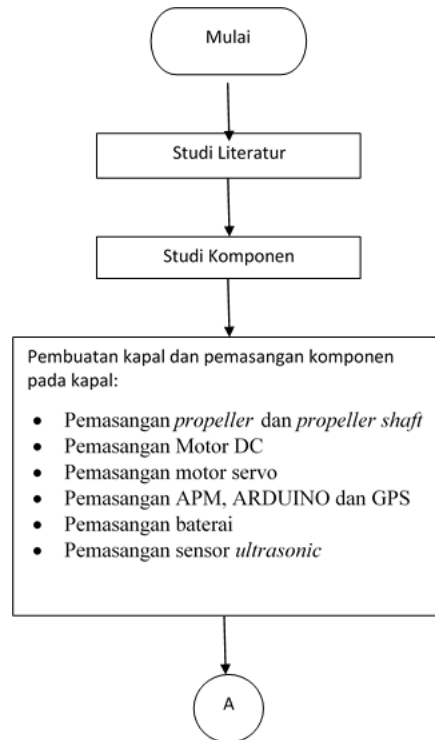 Mulai
Studi Literatur
Studi Komponen
Pembuatan kapal dan pemasangan komponen
pada kapal:
• Pemasangan propeller dan propeller shaft
• Pemasangan Motor DC
• Pemasangan motor servo
• Pemasangan APM, ARDUINO dan GPS
• Pemasangan baterai
• Pemasangan sensor ultrasonic
A